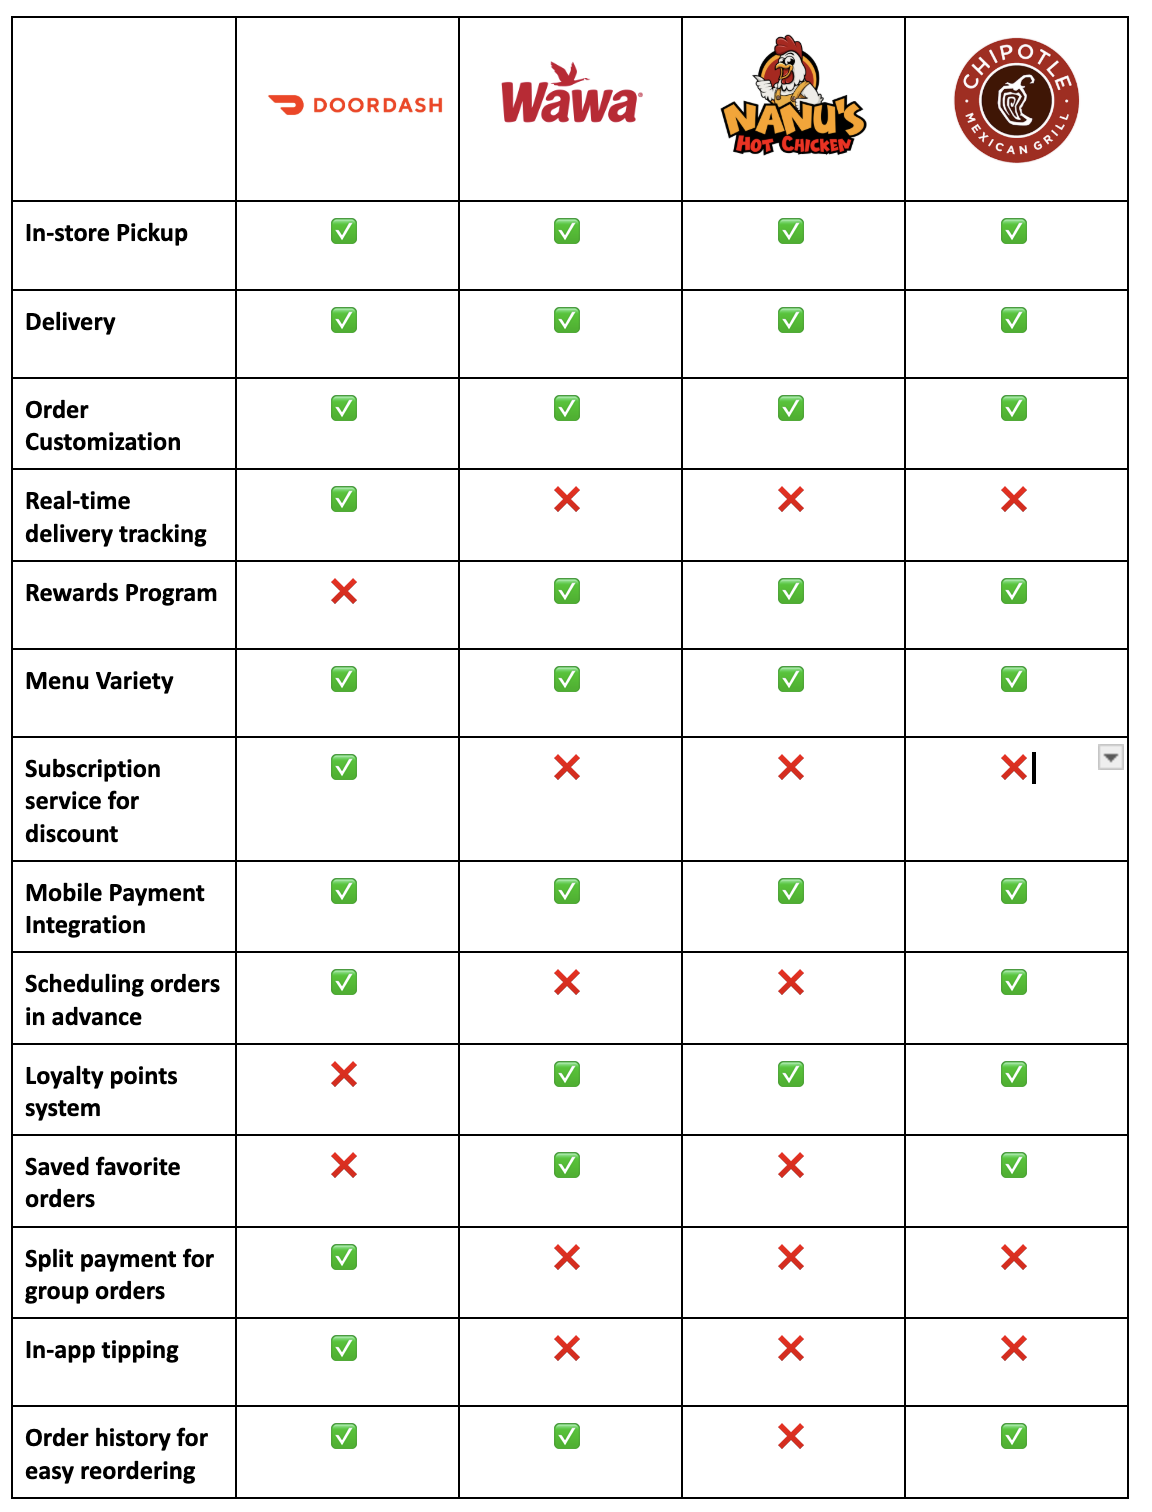 DOORDASH
Wawa
NANU'S
HOT CHICKEN
CHIPOTLE
MEXICAN GRILL
In-store Pickup
✅ ✅ ✅ ✅
Delivery
✅ ✅ ✅ ✅
Order
Customization
✅ ✅ ✅ ✅
Real-time
delivery tracking
✅ ❌ ❌ ❌
Rewards Program
❌ ✅ ✅ ✅
Menu Variety
✅ ✅ ✅ ✅
Subscription
service for
discount
✅ ❌ ❌ ❌
Mobile Payment
Integration
✅ ✅ ✅ ✅
Scheduling orders
in advance
✅ ❌ ❌ ✅
Loyalty points
system
❌ ✅ ✅ ✅
Saved favorite
orders
❌ ✅ ❌ ✅
Split payment for
group orders
✅ ❌ ❌ ❌
In-app tipping
✅ ❌ ❌ ❌
Order history for
easy reordering
✅ ✅ ❌ ✅